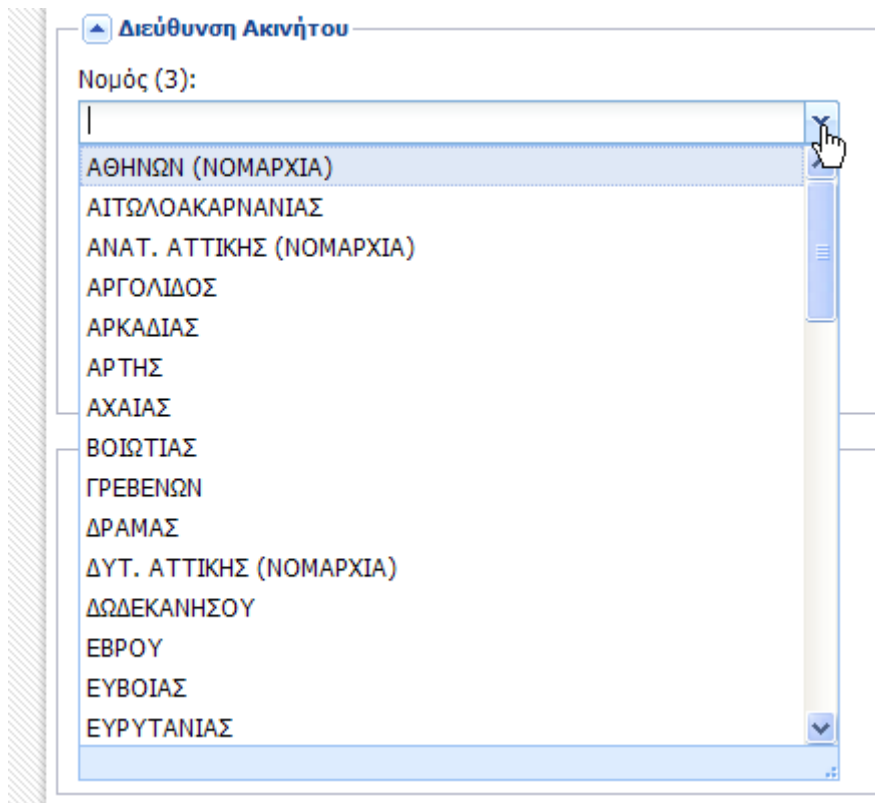 Διεύθυνση Ακινήτου
Νομός (3):
ΑΘΗΝΩΝ (ΝΟΜΑΡΧΙΑ)
ΑΙΤΩΛΟΑΚΑΡΝΑΝΙΑΣ
ΑΝΑΤ. ΑΤΤΙΚΗΣ (ΝΟΜΑΡΧΙΑ)
ΑΡΓΟΛΙΔΟΣ
ΑΡΚΑΔΙΑΣ
ΑΡΤΗΣ
ΑΧΑΙΑΣ
ΒΟΙΩΤΙΑΣ
ΓΡΕΒΕΝΩΝ
ΔΡΑΜΑΣ
ΔΥΤ. ΑΤΤΙΚΗΣ (ΝΟΜΑΡΧΙΑ)
ΔΩΔΕΚΑΝΗΣΟΥ
ΕΒΡΟΥ
ΕΥΒΟΙΑΣ
ΕΥΡΥΤΑΝΙΑΣ